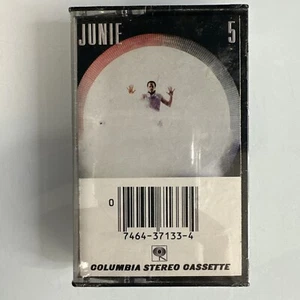 JUNIE 5
0
7464-37133-4
COLUMBIA STEREO CASSETTE